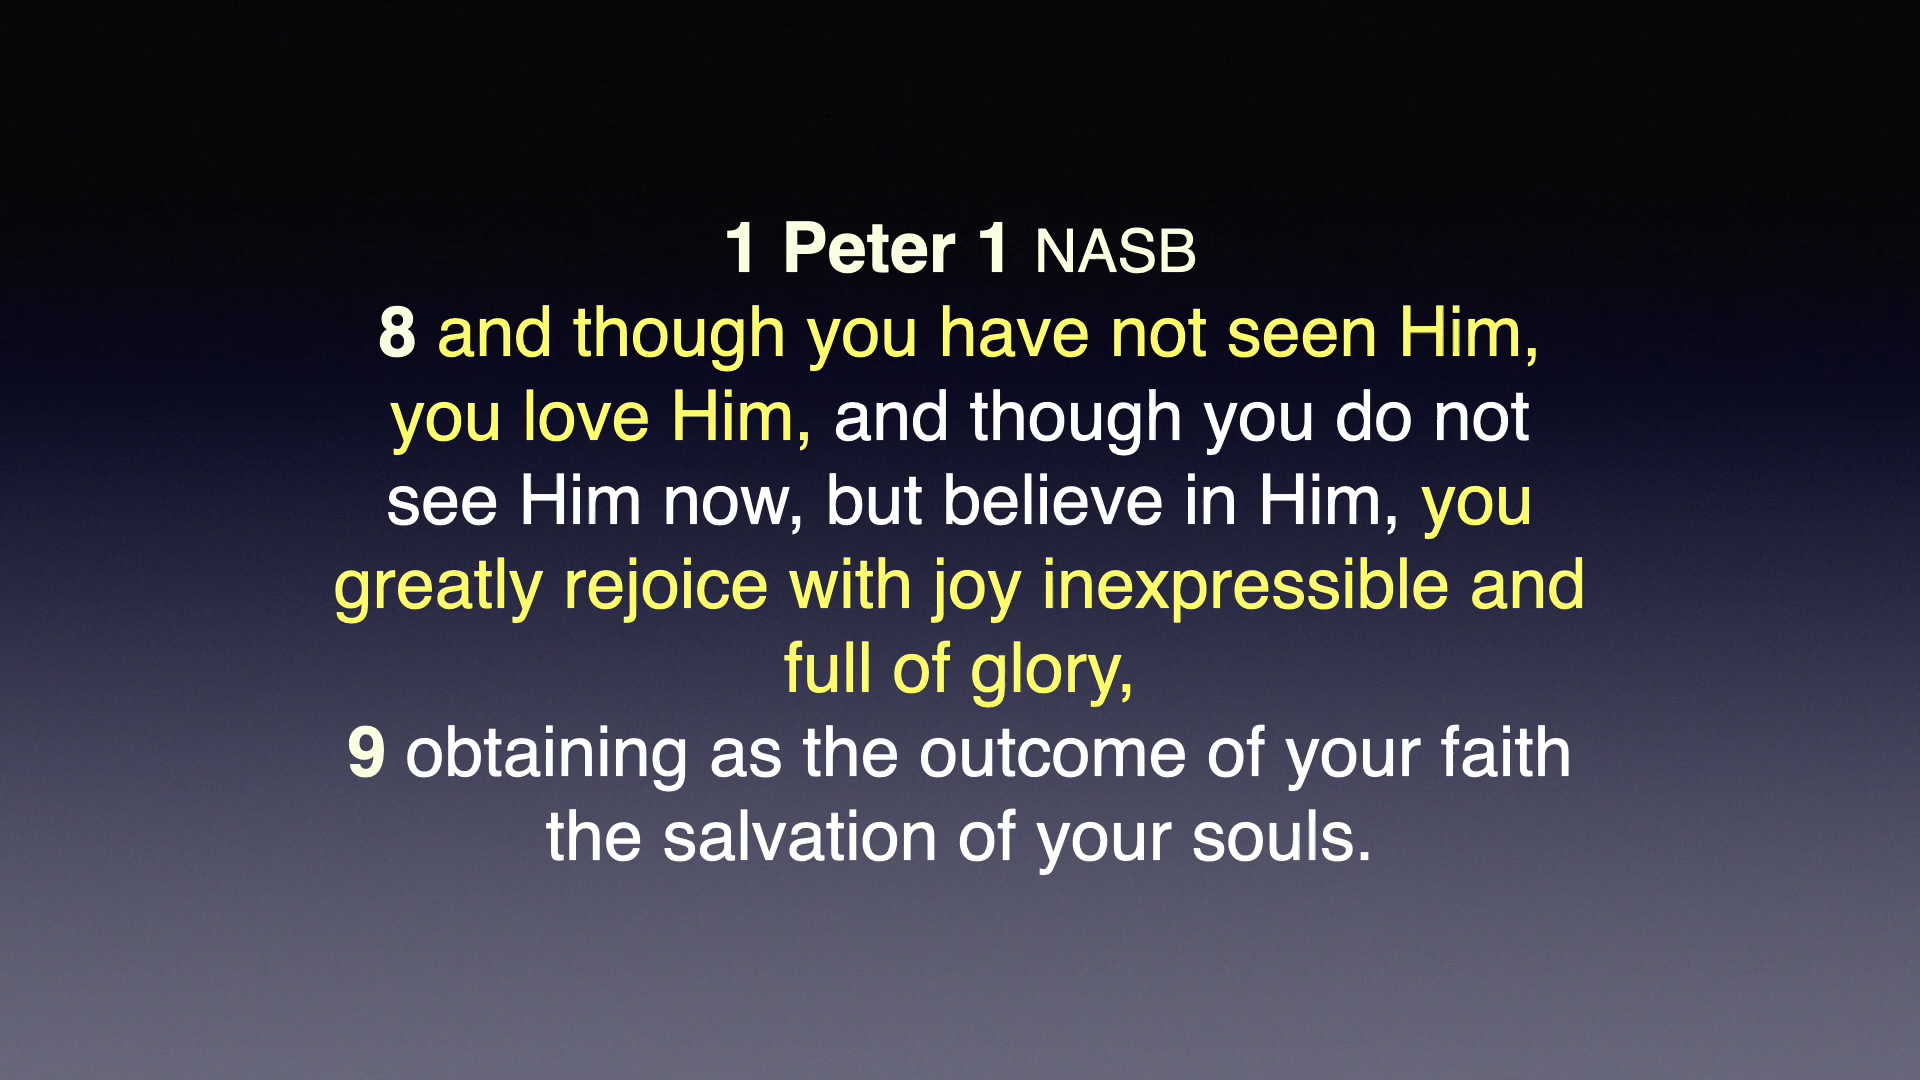 1 Peter 1 NASB
8 and though you have not seen Him,
you love Him, and though you do not
see Him now, but believe in Him, you
greatly rejoice with joy inexpressible and
full of glory,
9 obtaining as the outcome of your faith
the salvation of your souls.